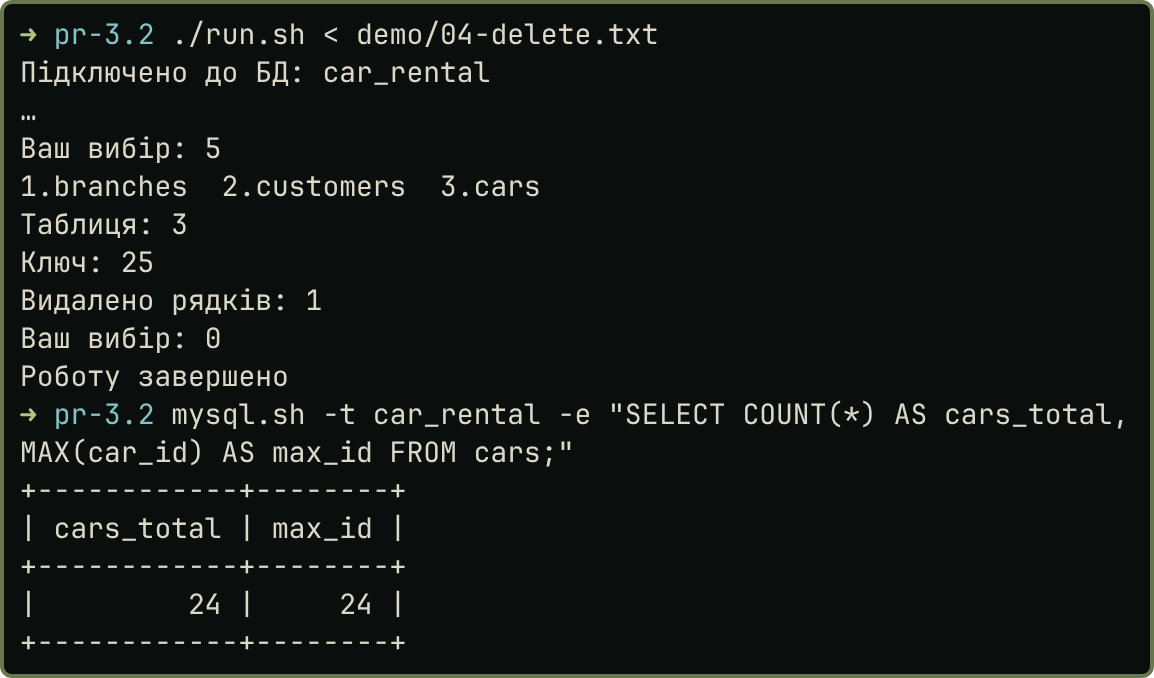 ➜ pr-3.2 ./run.sh < demo/04-delete.txt
Підключено до БД: car_rental
…
Ваш вибір: 5
1.branches  2.customers  3.cars
Таблиця: 3
Ключ: 25
Видалено рядків: 1
Ваш вибір: 0
Роботу завершено
➜ pr-3.2 mysql.sh -t car_rental -e "SELECT COUNT(*) AS cars_total,
MAX(car_id) AS max_id FROM cars;"
+------------+--------+
| cars_total | max_id |
+------------+--------+
|         24 |     24 |
+------------+--------+